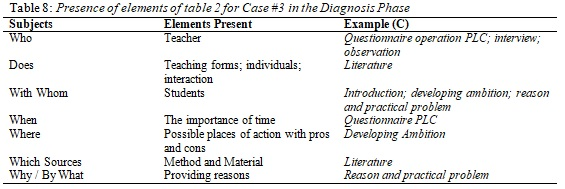 Table 8: Presence of elements of table 2 for Case #3 in the Diagnosis Phase
Subjects Elements Present Example (C)
Who Teacher Questionnaire operation PLC; interview;
observation
Does Teaching forms; individuals; Literature
interaction
With Whom Students Introduction; developing ambition; reason
and practical problem
When The importance of time Questionnaire PLC
Where Possible places of action with pros Developing Ambition
and cons
Which Sources Method and Material Literature
Why / By What Providing reasons Reason and practical problem